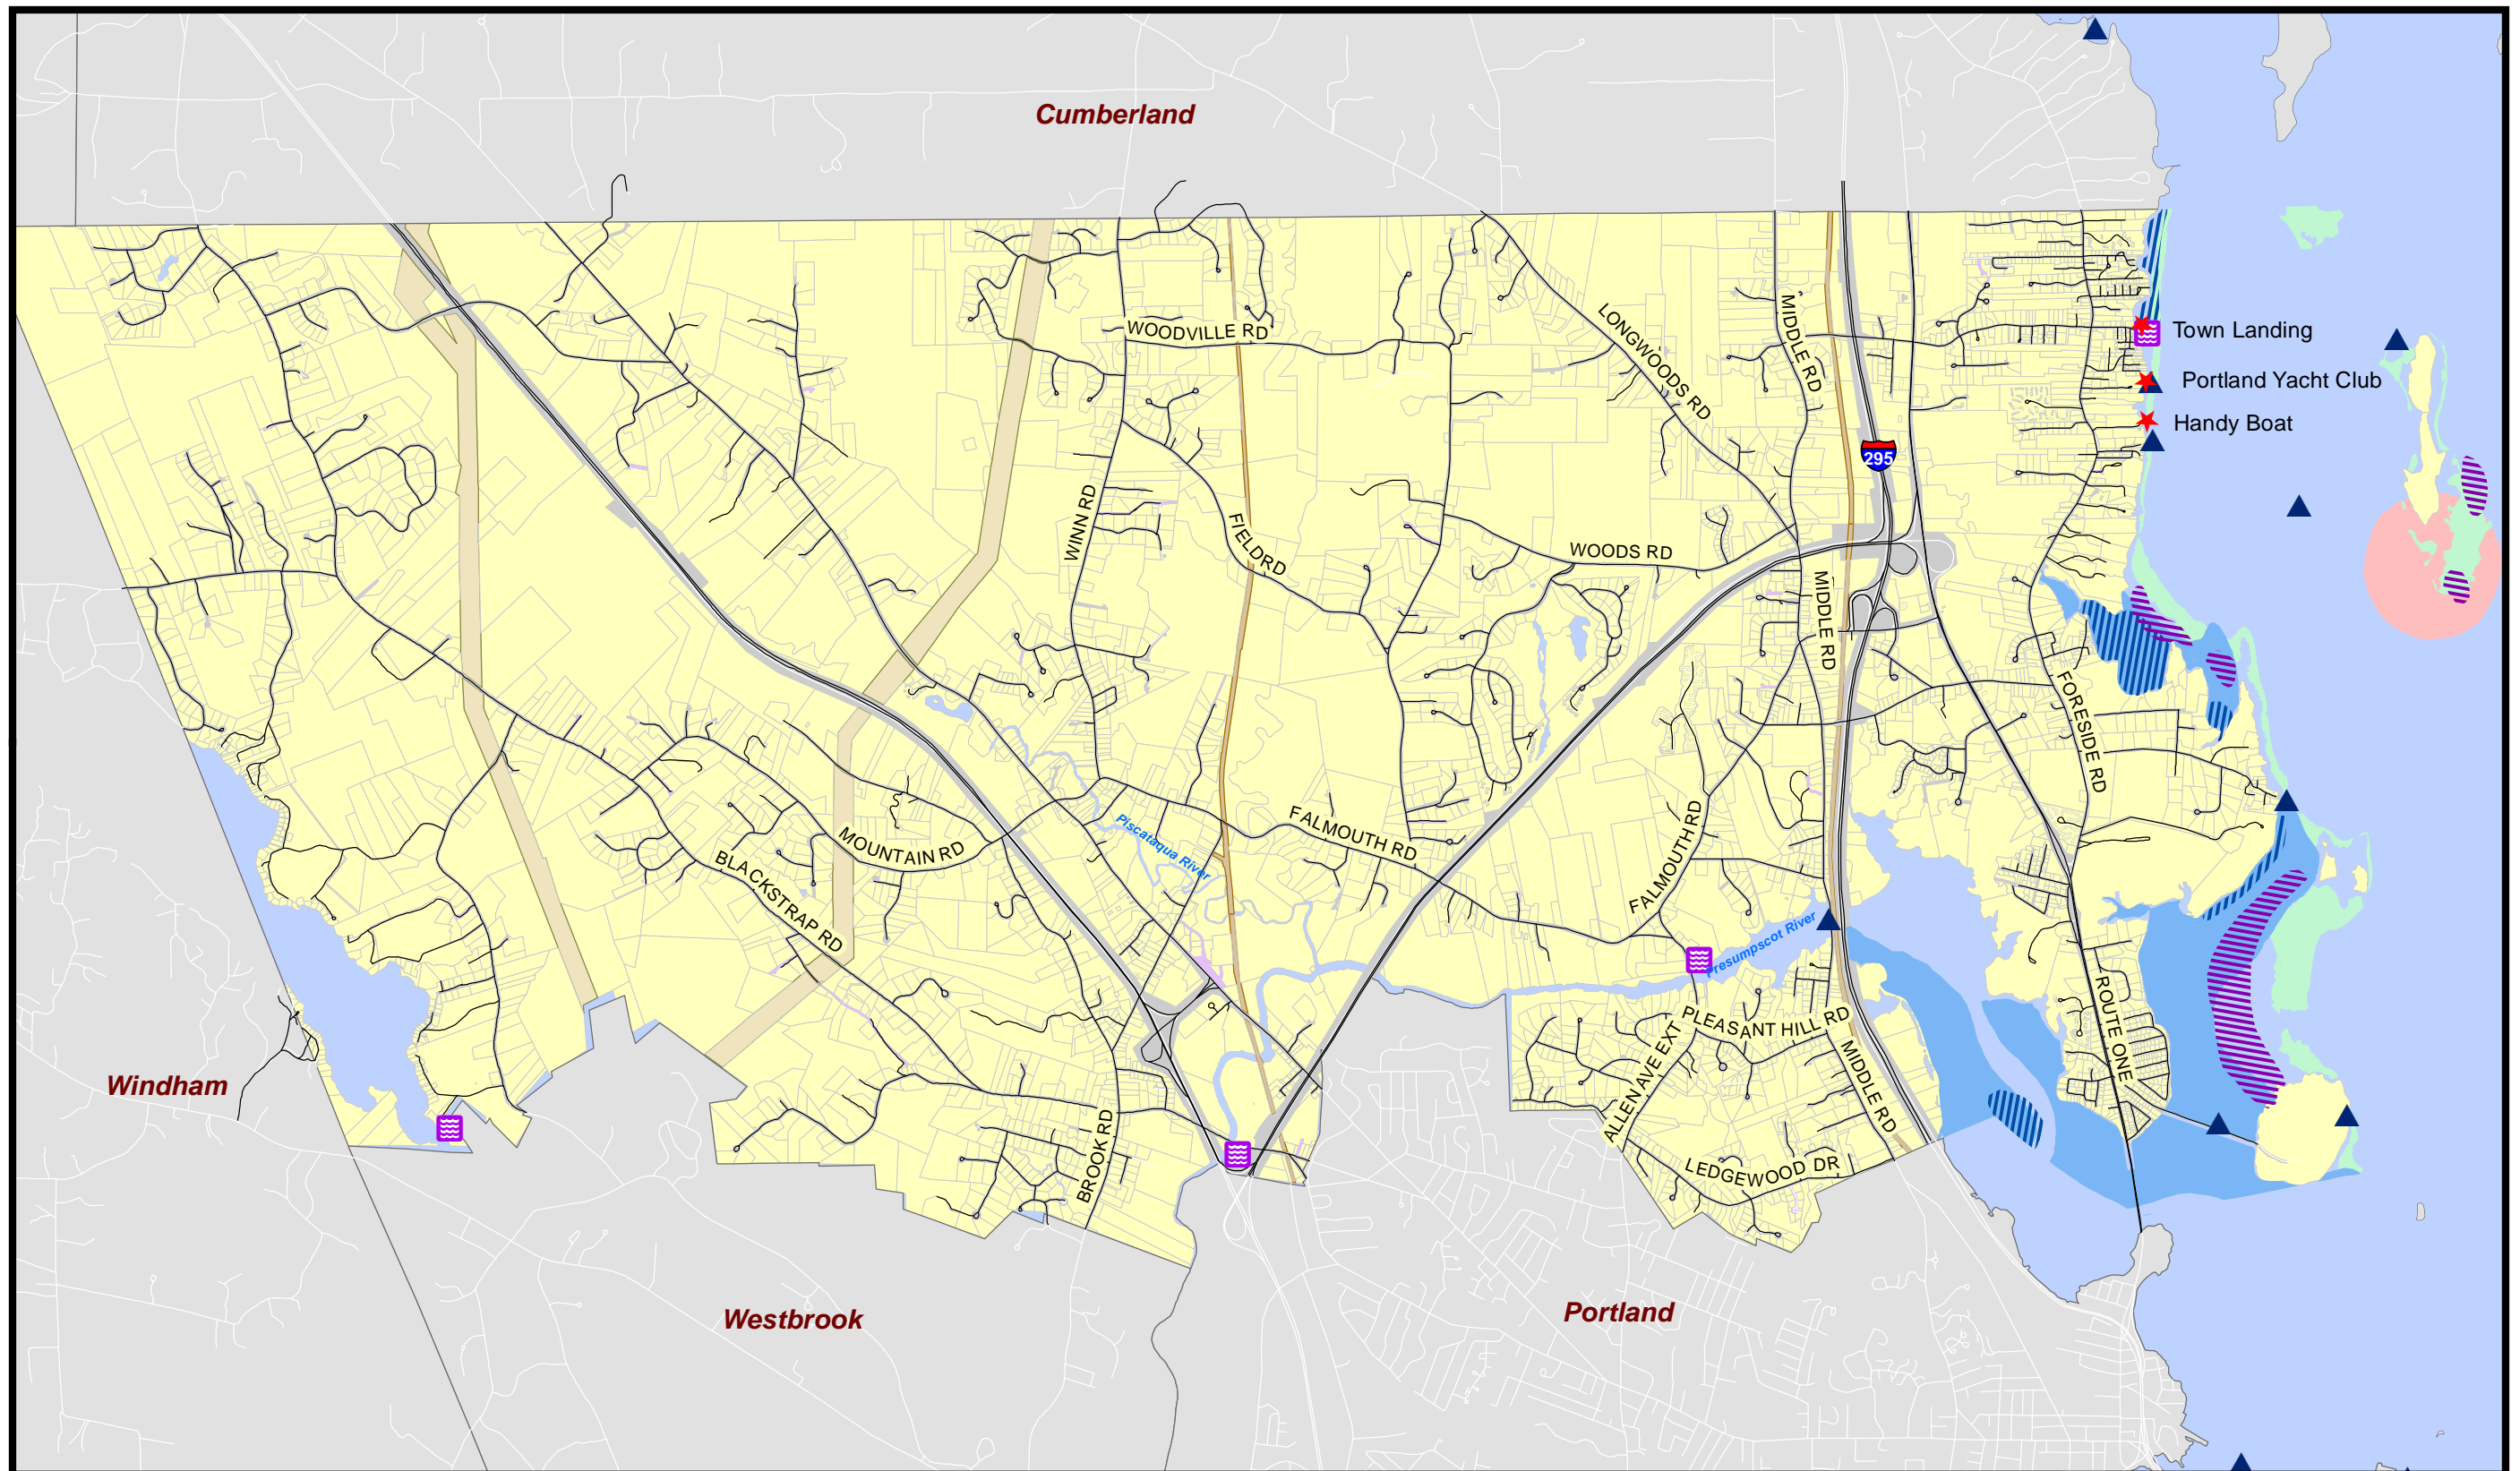 Cumberland
Town Landing
Portland Yacht Club
Handy Boat
WOODVILLE RD
LONGWOODS RD
MIDDLE RD
295
WINN RD
FIELD RD
WOODS RD
MIDDLE RD
FORESIDE RD
FALMOUTH RD
FALMOUTH RD
MOUNTAIN RD
BLACKSTRAP RD
Piscataqua River
Presumpscot River
PLEASANT HILL RD
ALLEN AVE EXT
MIDDLE RD
ROUTE ONE
BROOK RD
LEDGEWOOD DR
Windham
Westbrook
Portland